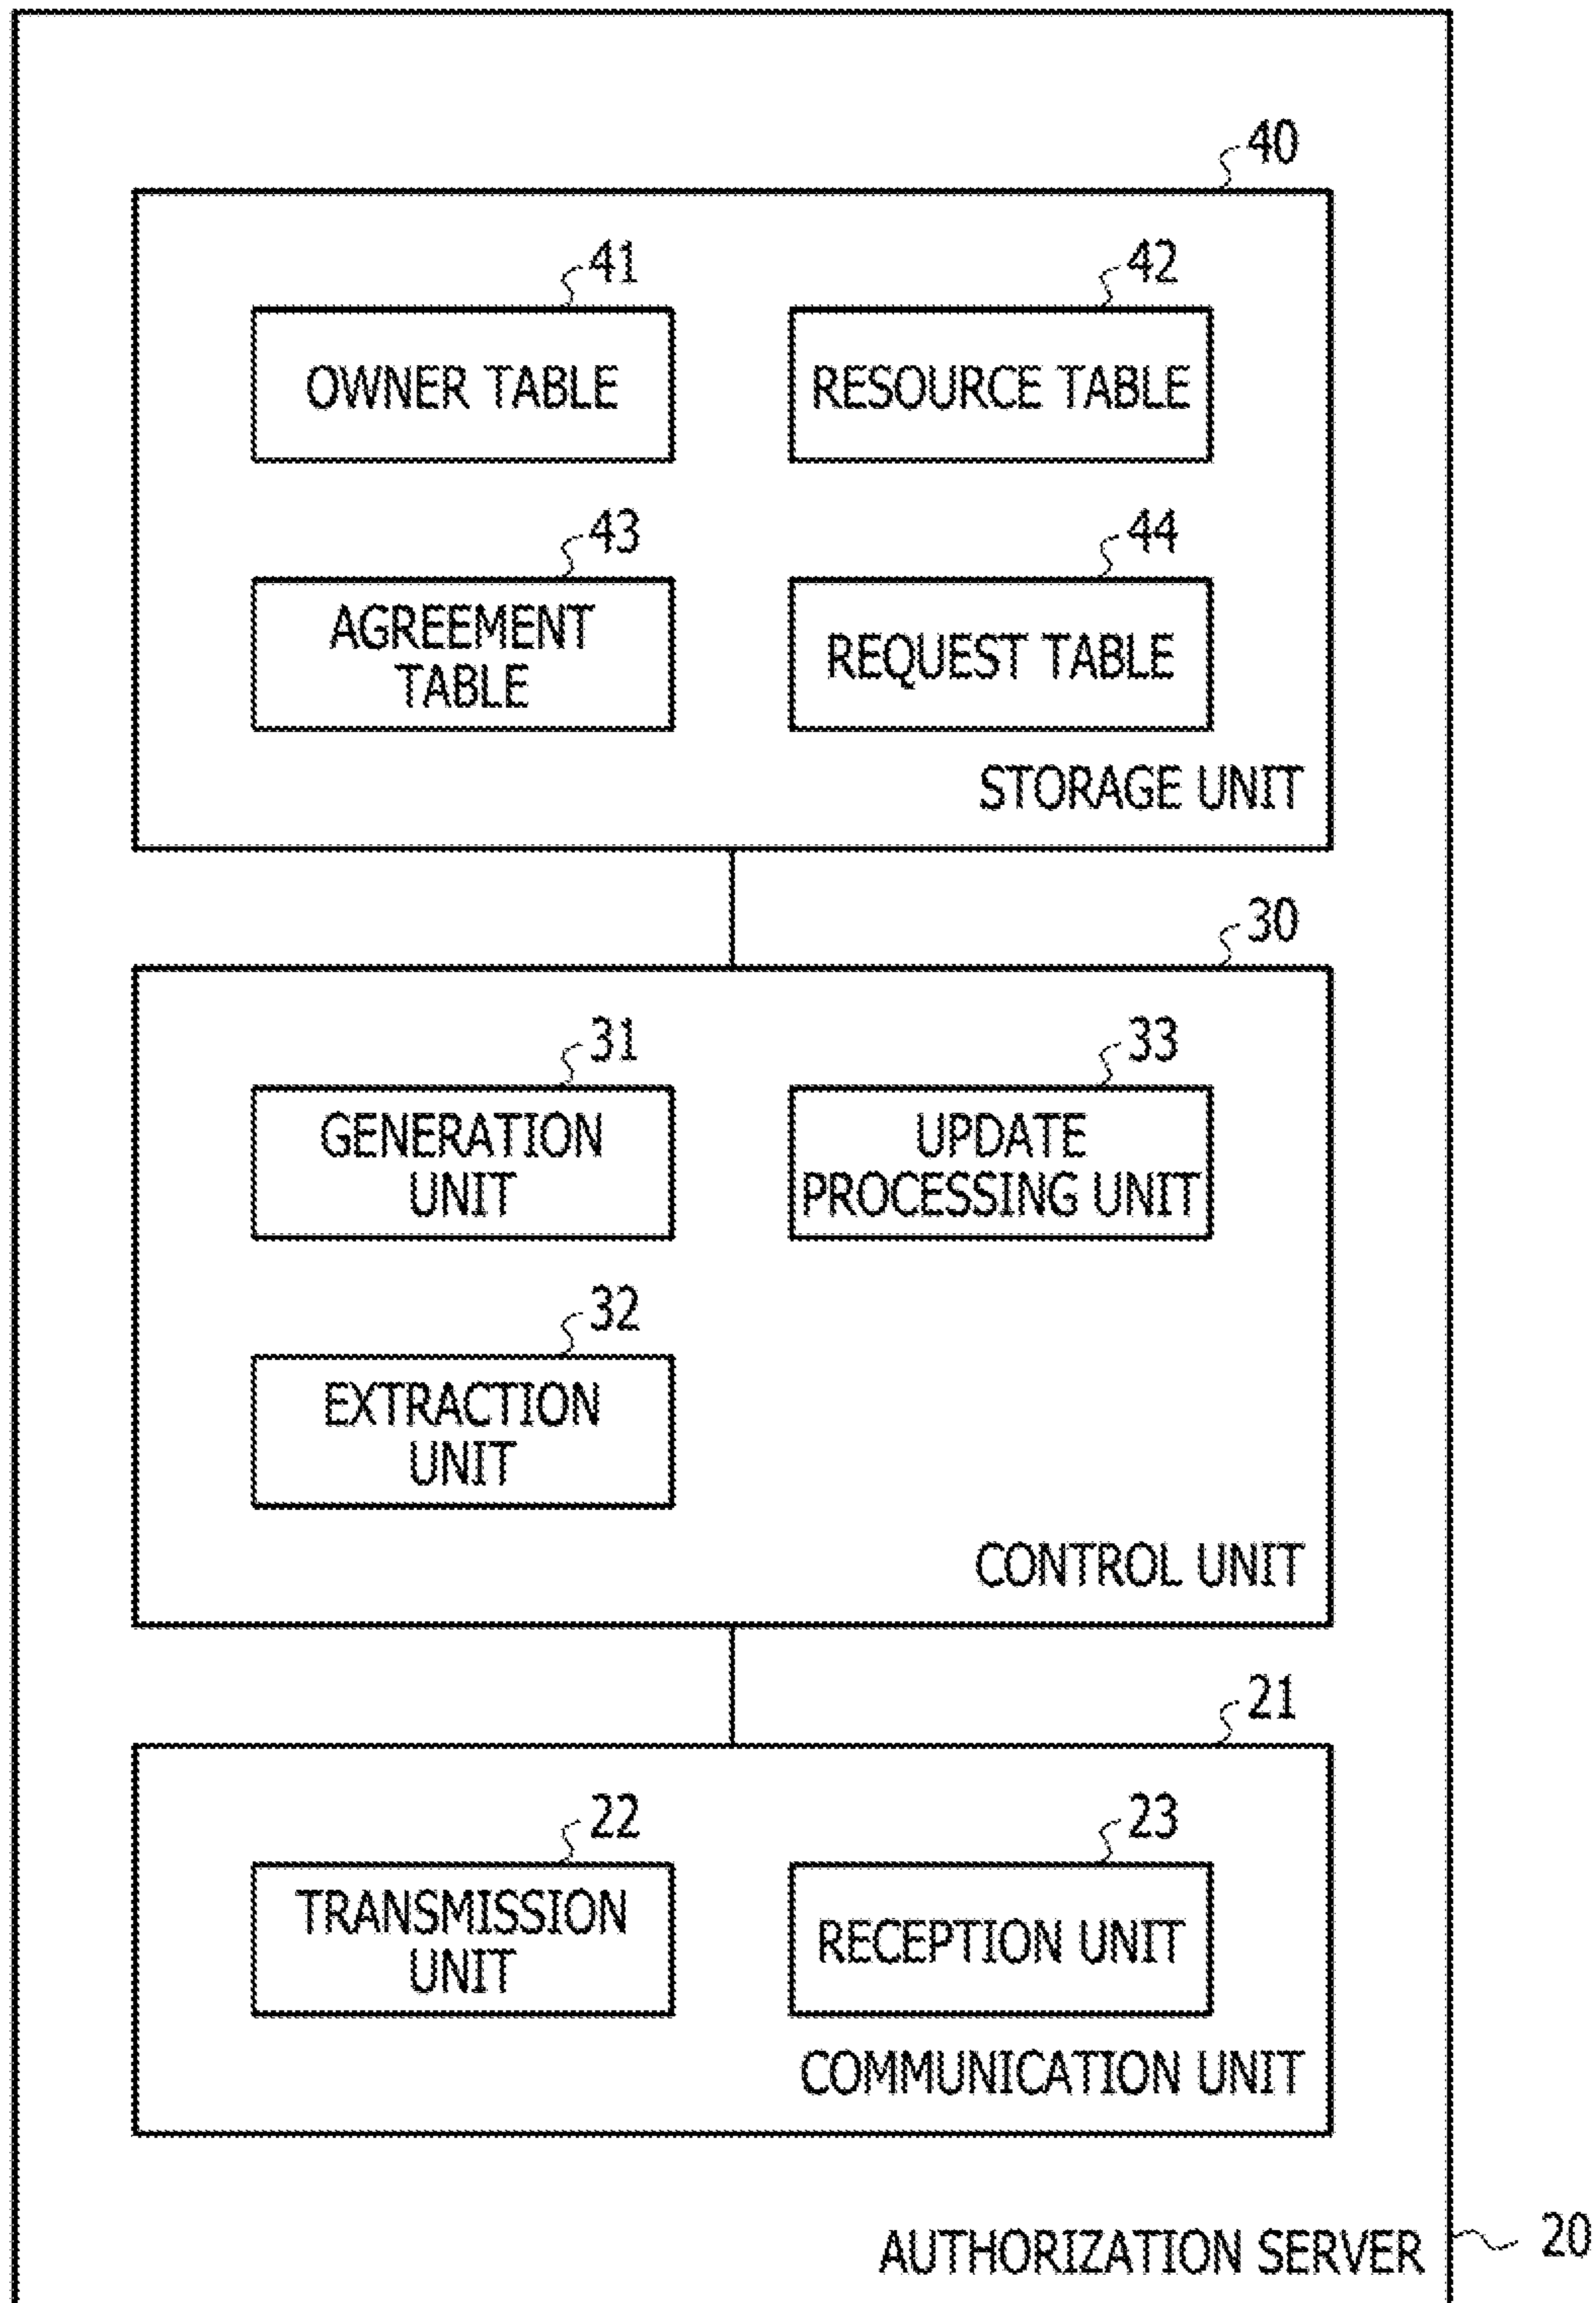 40
41
42
OWNER TABLE
RESOURCE TABLE
43
44
AGREEMENT
TABLE
REQUEST TABLE
STORAGE UNIT
30
31
33
GENERATION
UNIT
UPDATE
PROCESSING UNIT
32
EXTRACTION
UNIT
CONTROL UNIT
21
22
23
TRANSMISSION
UNIT
RECEPTION UNIT
COMMUNICATION UNIT
AUTHORIZATION SERVER
20